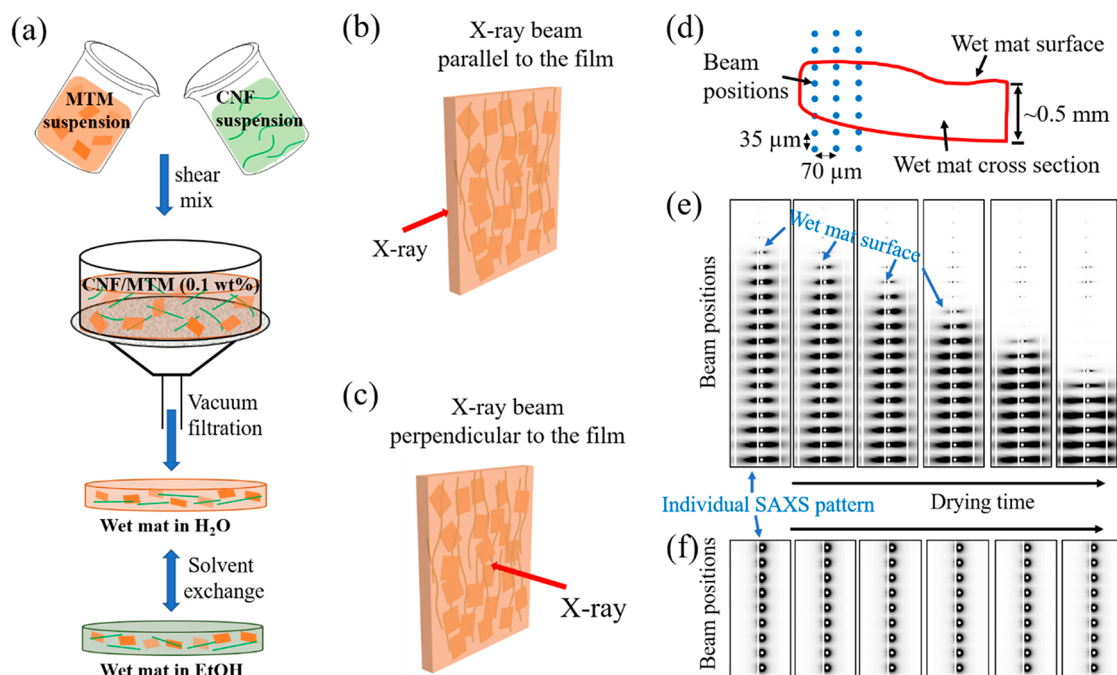 (a)
MTM
suspension
CNF
suspension
shear
mix
CNF/MTM (0.1 wt%)
Vacuum
filtration
Wet mat in H₂O
Solvent
exchange
Wet mat in EtOH
(b)
X-ray beam
parallel to the film
X-ray
(c)
X-ray beam
perpendicular to the film
X-ray
(d)
Wet mat surface
Beam
positions
~0.5 mm
35 µm
70 µm
Wet mat cross section
(e)
Wet mat surface
Beam positions
Individual SAXS pattern
Drying time
(f)
Beam positions